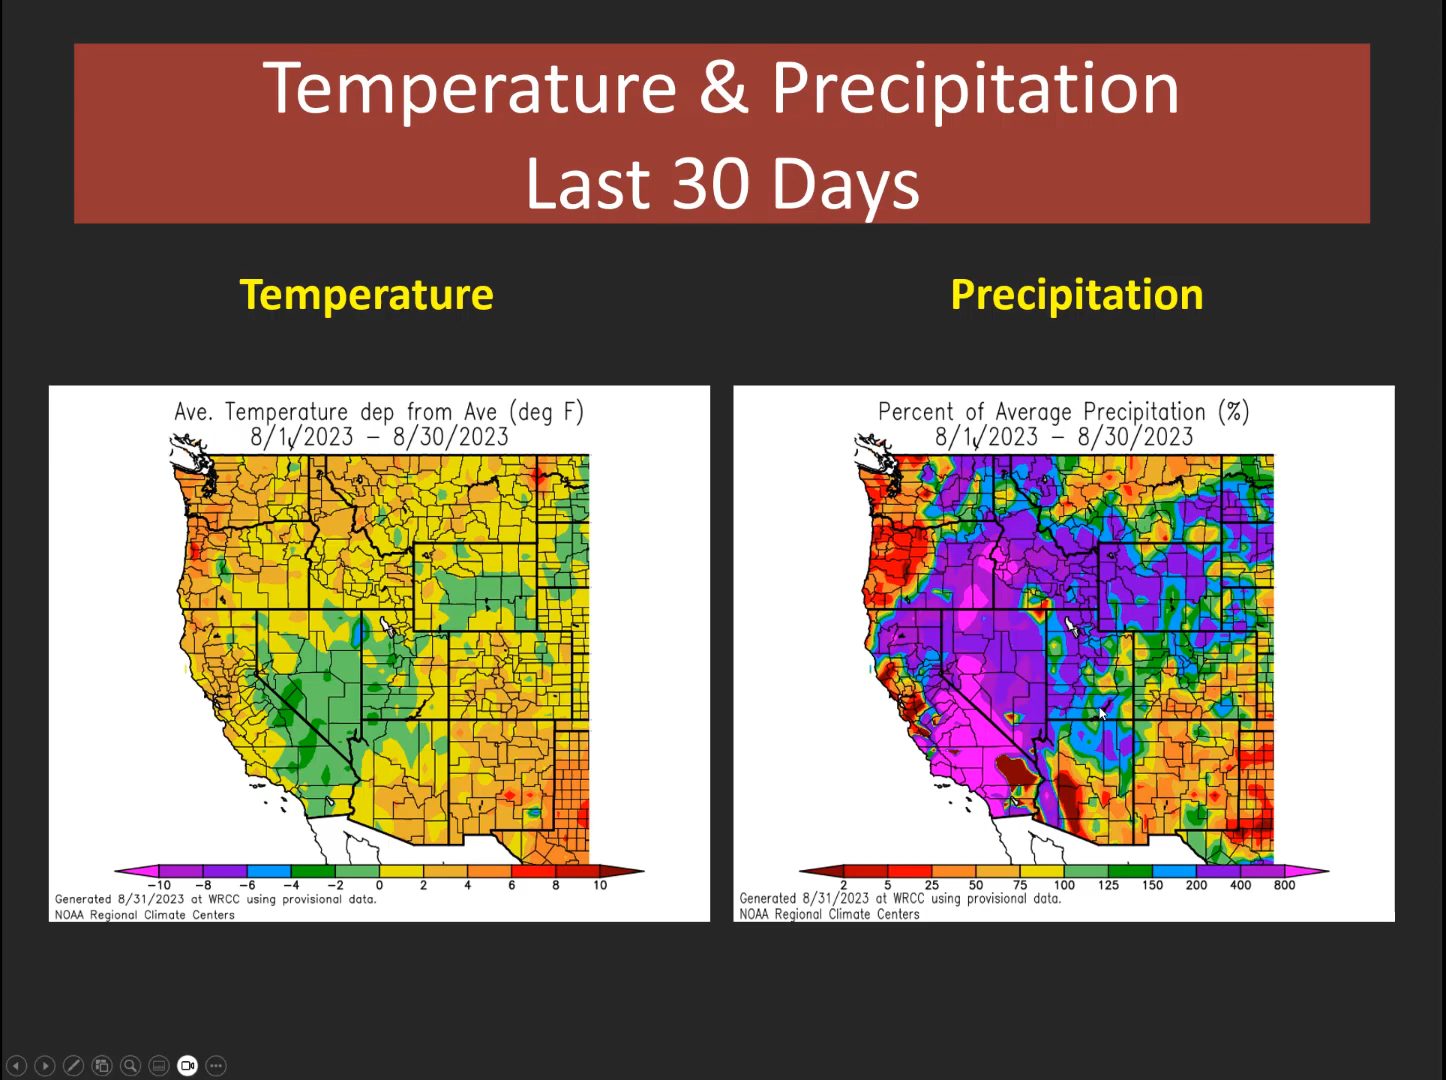 Temperature & Precipitation
Last 30 Days
Temperature
Precipitation
Ave. Temperature dep from Ave (deg F)
8/1/2023 – 8/30/2023
-10 -8 -6 -4 -2 0 2 4 6 8 10
Generated 8/31/2023 at WRCC using provisional data.
NOAA Regional Climate Centers
Percent of Average Precipitation (%)
8/1/2023 – 8/30/2023
2 5 25 50 75 100 125 150 200 400 800
Generated 8/31/2023 at WRCC using provisional data.
NOAA Regional Climate Centers